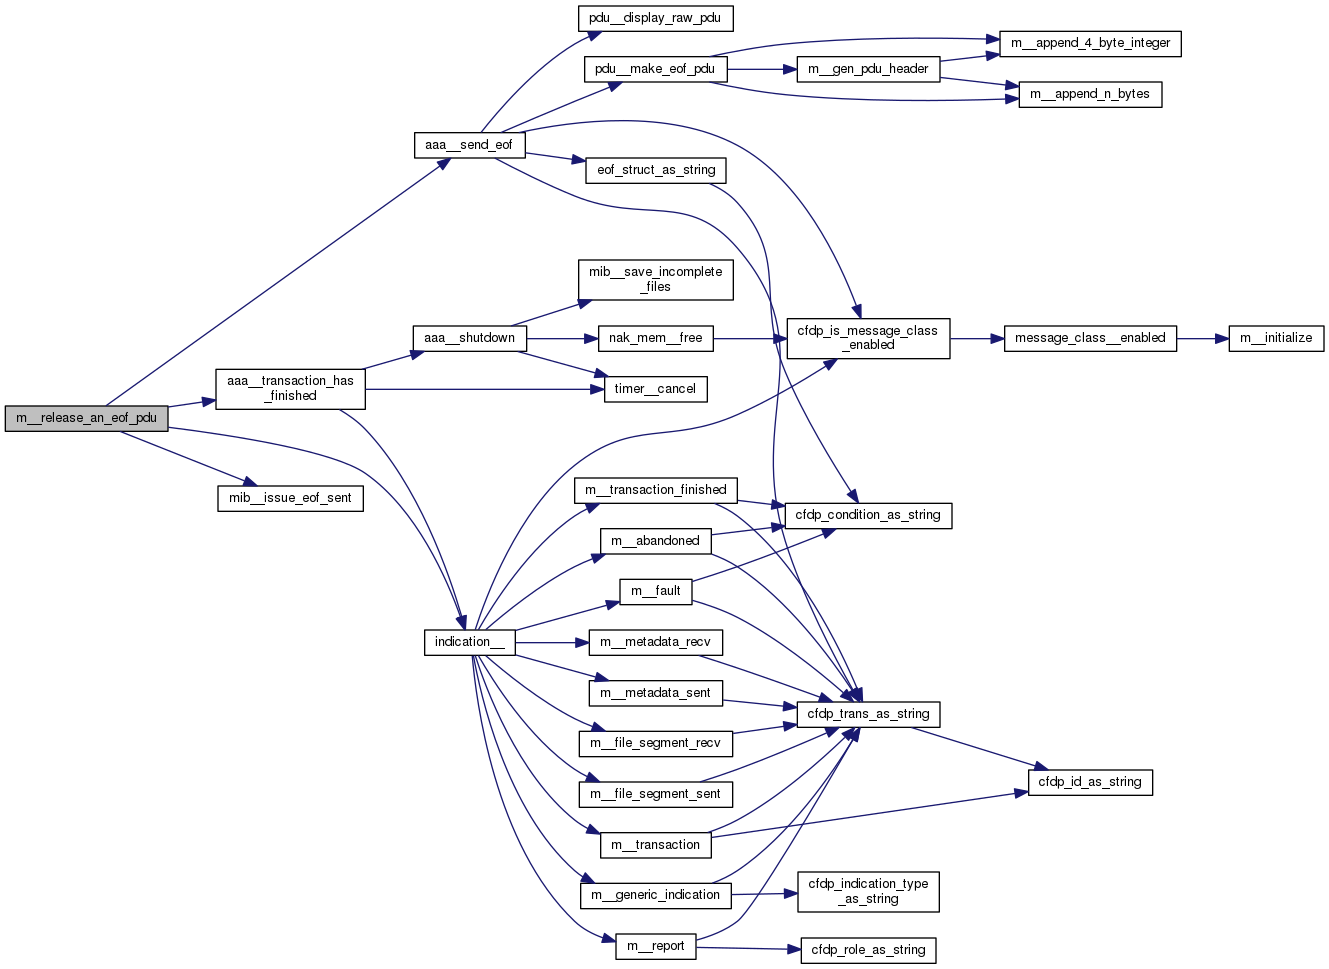 pdu__display_raw_pdu
m__append_4_byte_integer
pdu__make_eof_pdu
m__gen_pdu_header
m__append_n_bytes
aaa__send_eof
eof_struct_as_string
mib__save_incomplete
_files
aaa__shutdown
nak_mem__free
cfdp_is_message_class
_enabled
message_class__enabled
m__initialize
aaa__transaction_has
_finished
timer__cancel
m__release_an_eof_pdu
mib__issue_eof_sent
m__transaction_finished
cfdp_condition_as_string
m__abandoned
m__fault
indication__
m__metadata_recv
m__metadata_sent
cfdp_trans_as_string
m__file_segment_recv
cfdp_id_as_string
m__file_segment_sent
m__transaction
m__generic_indication
cfdp_indication_type
_as_string
m__report
cfdp_role_as_string